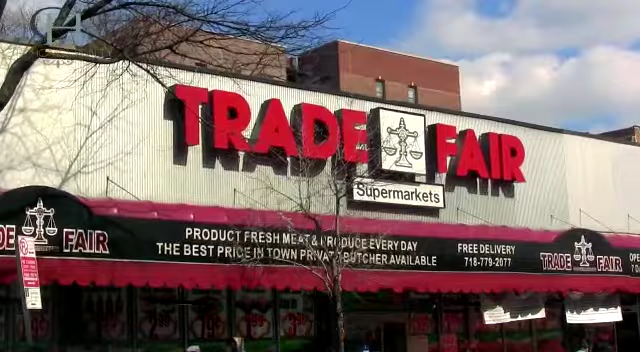 TRADE FAIR
Supermarkets
DE FAIR
PRODUCT FRESH MEAT & PRODUCE EVERY DAY
THE BEST PRICE IN TOWN PRIVATE BUTCHER AVAILABLE
FREE DELIVERY
718-779-2077
TRADE FAIR
OPE